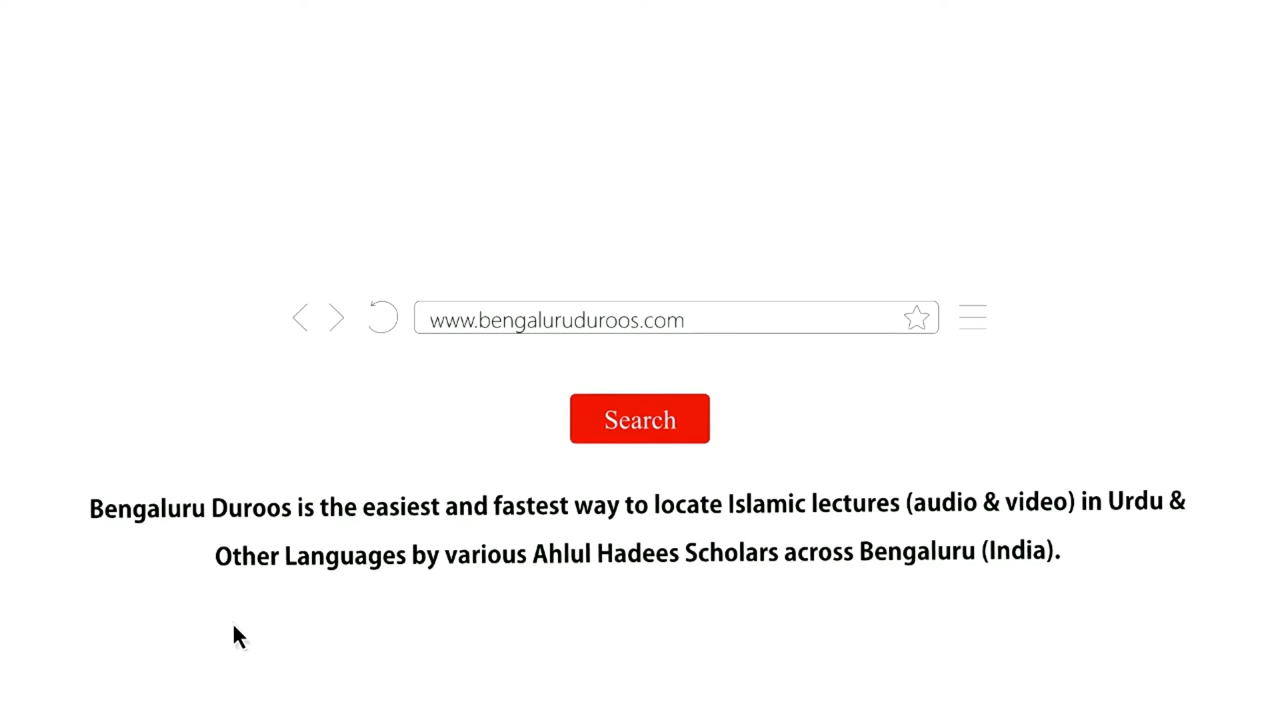 www.bengaluruduroos.com
Search
Bengaluru Duroos is the easiest and fastest way to locate Islamic lectures (audio & video) in Urdu &
Other Languages by various Ahlul Hadees Scholars across Bengaluru (India).